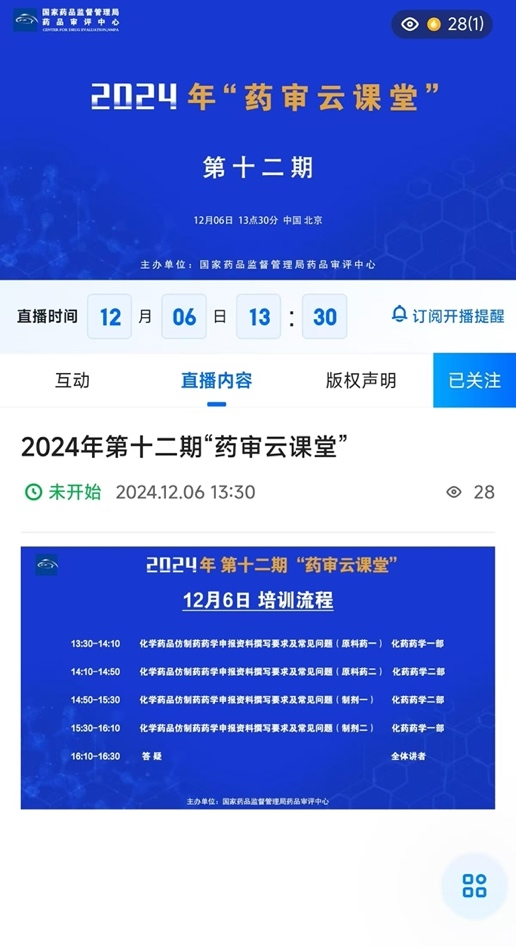 国家药品监督管理局
药品审评中心
CENTER FOR DRUG EVALUATION,NMPA
28(1)
2024年“药审云课堂”
第十二期
12月06日 13点30分 中国 北京
主办单位：国家药品监督管理局药品审评中心
直播时间 12 月 06 日 13 : 30 订阅开播提醒
互动 直播内容 版权声明 已关注
2024年第十二期“药审云课堂”
未开始 2024.12.06 13:30 28
2024年 第十二期 “药审云课堂”
12月6日 培训流程
13:30-14:10 化学药品仿制药药学申报资料撰写要求及常见问题（原料药一） 化药药学一部
14:10-14:50 化学药品仿制药药学申报资料撰写要求及常见问题（原料药二） 化药药学二部
14:50-15:30 化学药品仿制药药学申报资料撰写要求及常见问题（制剂一） 化药药学二部
15:30-16:10 化学药品仿制药药学申报资料撰写要求及常见问题（制剂二） 化药药学一部
16:10-16:30 答疑 全体讲者
主办单位：国家药品监督管理局药品审评中心